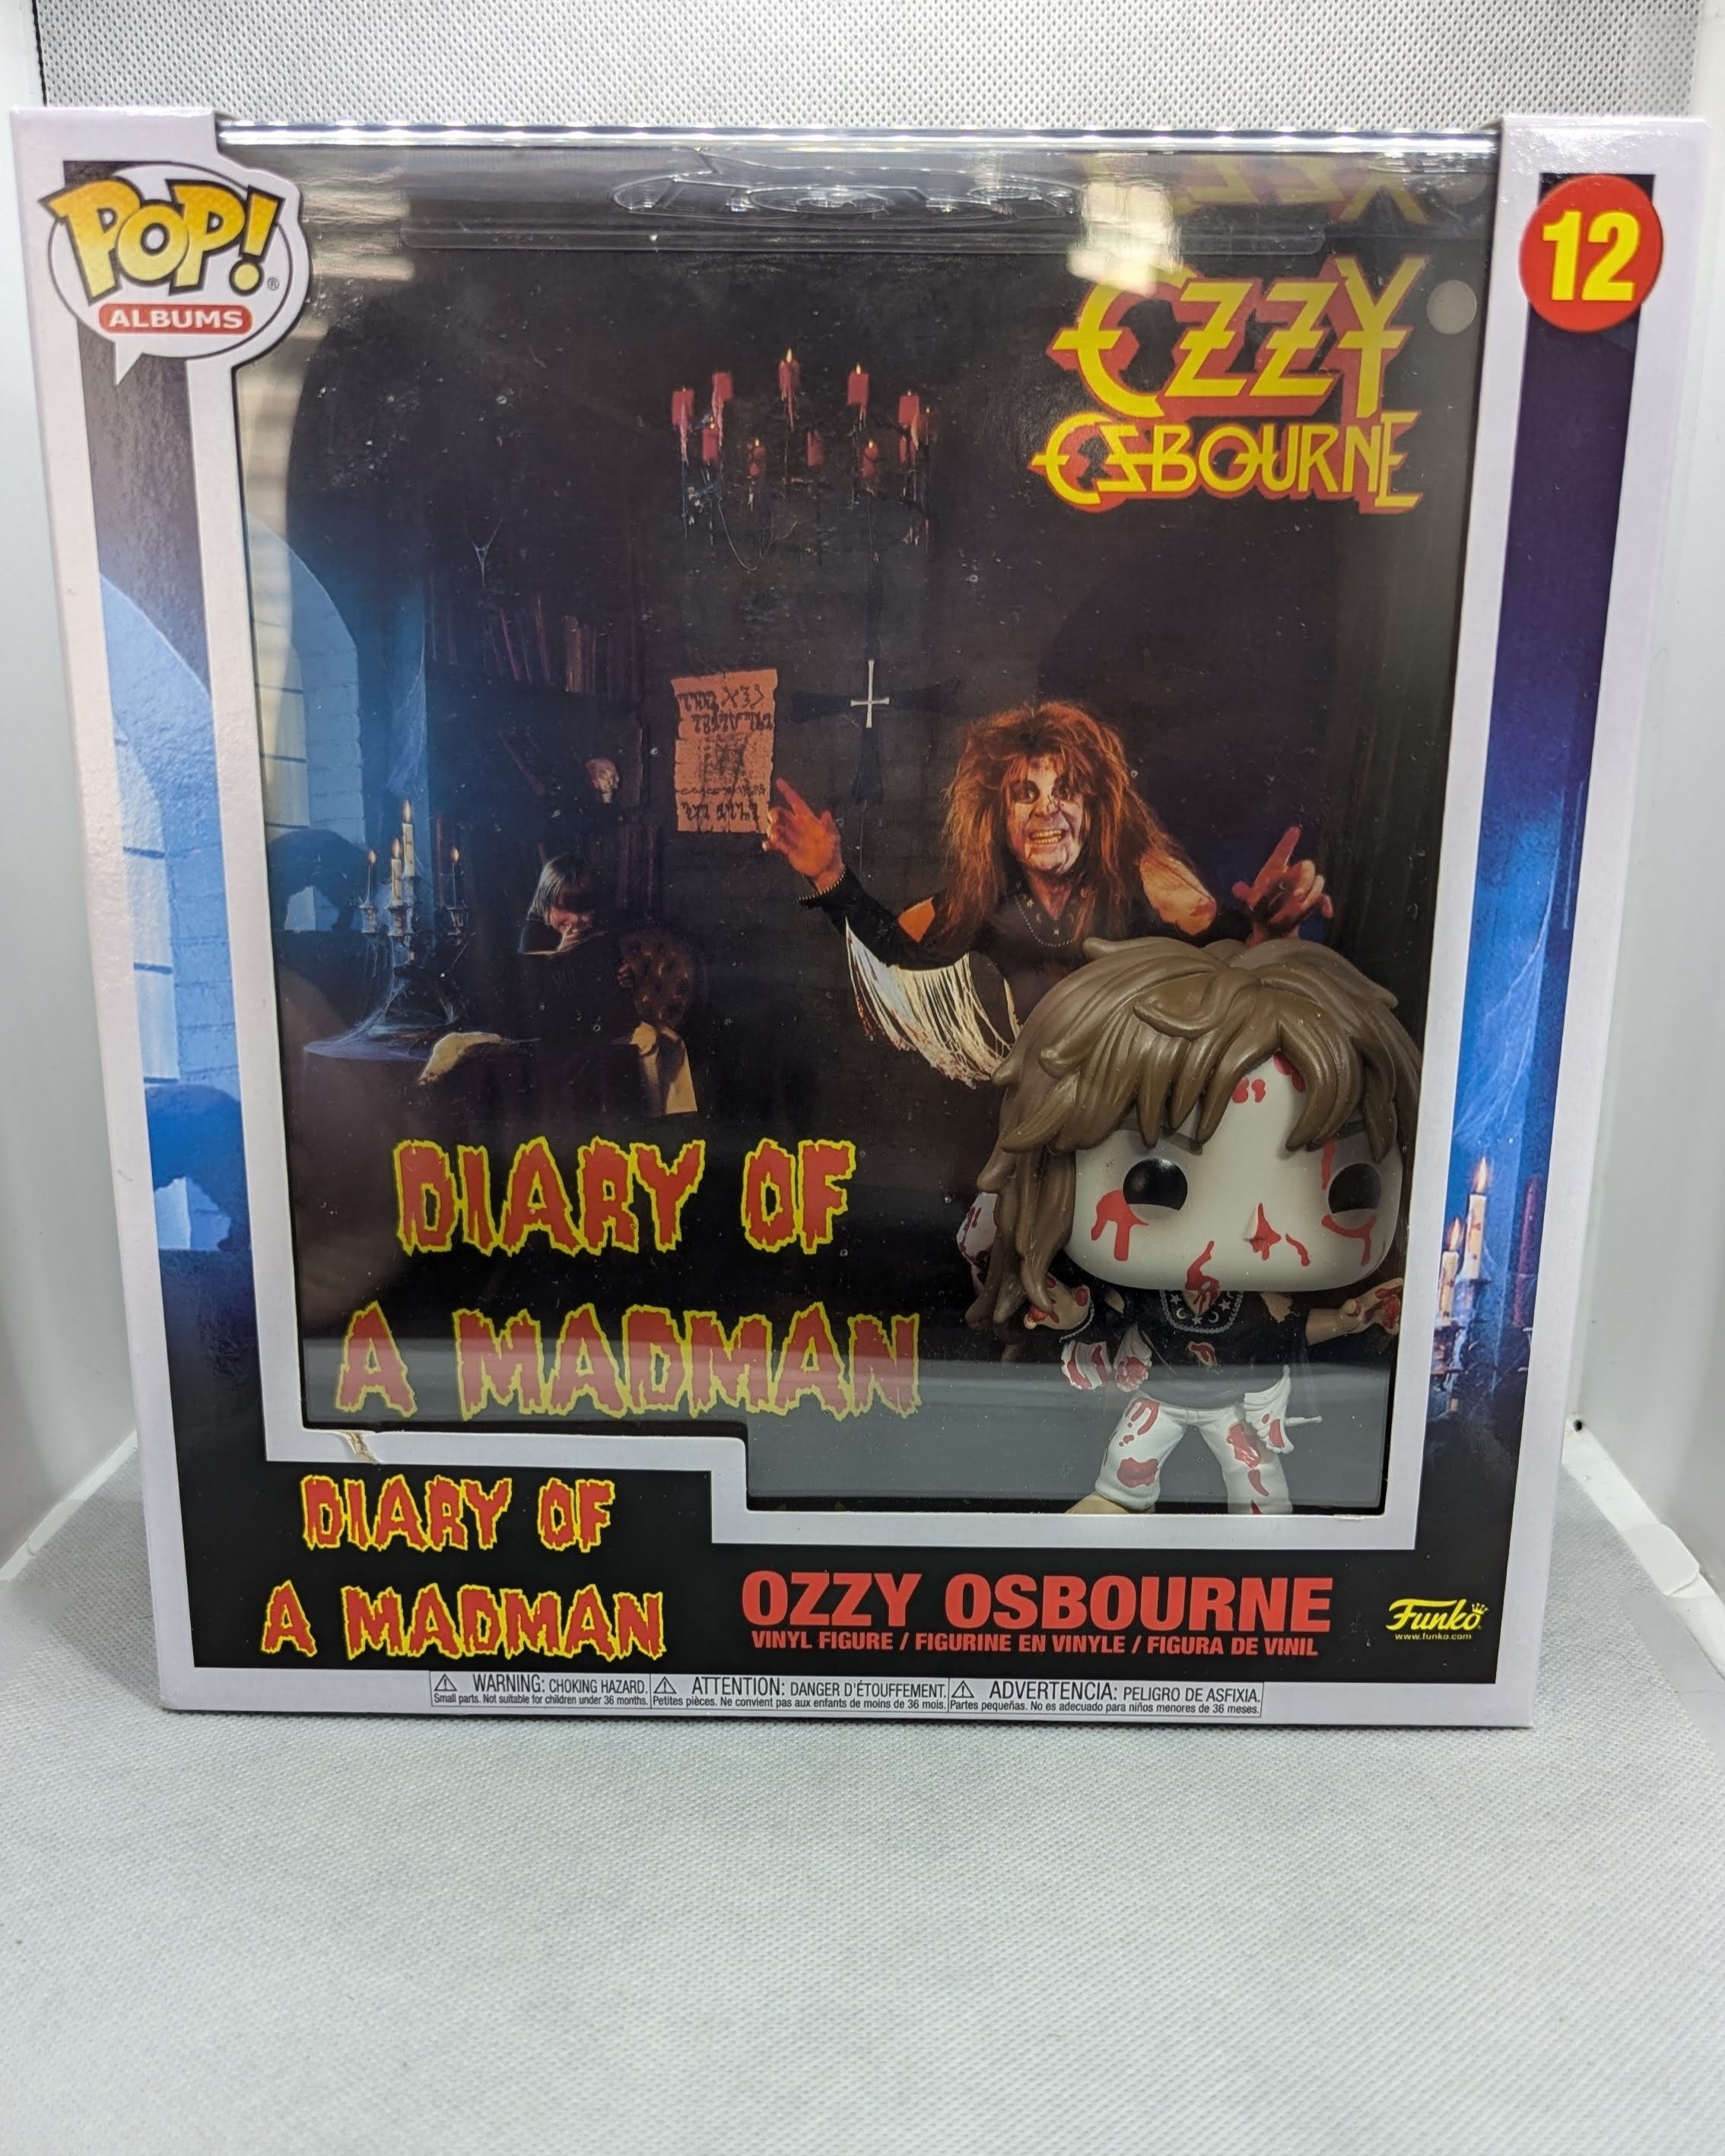 POP!®
ALBUMS
12
OZZY
OSBOURNE
DIARY OF
A MADMAN
DIARY OF
A MADMAN
OZZY OSBOURNE
VINYL FIGURE / FIGURINE EN VINYLE / FIGURA DE VINIL
Funko
www.funko.com
⚠ WARNING: CHOKING HAZARD.
Small parts. Not suitable for children under 36 months.
⚠ ATTENTION: DANGER D'ÉTOUFFEMENT.
Petites pièces. Ne convient pas aux enfants de moins de 36 mois.
⚠ ADVERTENCIA: PELIGRO DE ASFIXIA.
Partes pequeñas. No es adecuado para niños menores de 36 meses.